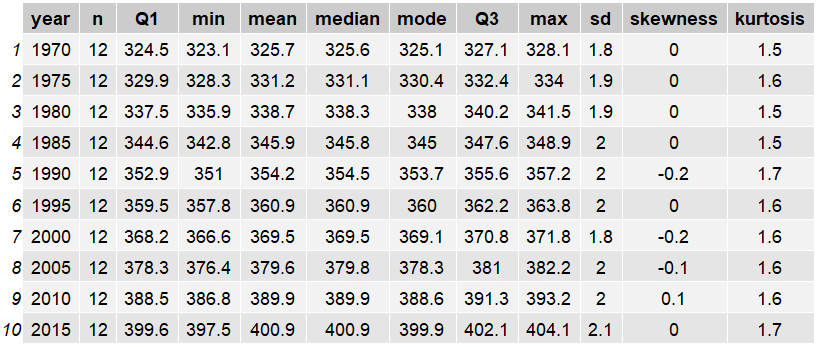 year n Q1 min mean median mode Q3 max sd skewness kurtosis
1 1970 12 324.5 323.1 325.7 325.6 325.1 327.1 328.1 1.8 0 1.5
2 1975 12 329.9 328.3 331.2 331.1 330.4 332.4 334 1.9 0 1.6
3 1980 12 337.5 335.9 338.7 338.3 338 340.2 341.5 1.9 0 1.6
4 1985 12 344.6 342.8 345.9 345.8 345 347.6 348.9 2 0 1.5
5 1990 12 352.9 351 354.2 354.5 353.7 355.6 357.2 2 -0.2 1.7
6 1995 12 359.5 357.8 360.9 360.9 360 362.2 363.8 2 0 1.6
7 2000 12 368.2 366.6 369.5 369.5 369.1 370.8 371.8 1.8 -0.2 1.6
8 2005 12 378.3 376.4 379.6 379.8 378.3 381 382.2 2 -0.1 1.6
9 2010 12 388.5 386.8 389.9 389.9 388.6 391.3 393.2 2 0.1 1.6
10 2015 12 399.6 397.5 400.9 400.9 399.9 402.1 404.1 2.1 0 1.7